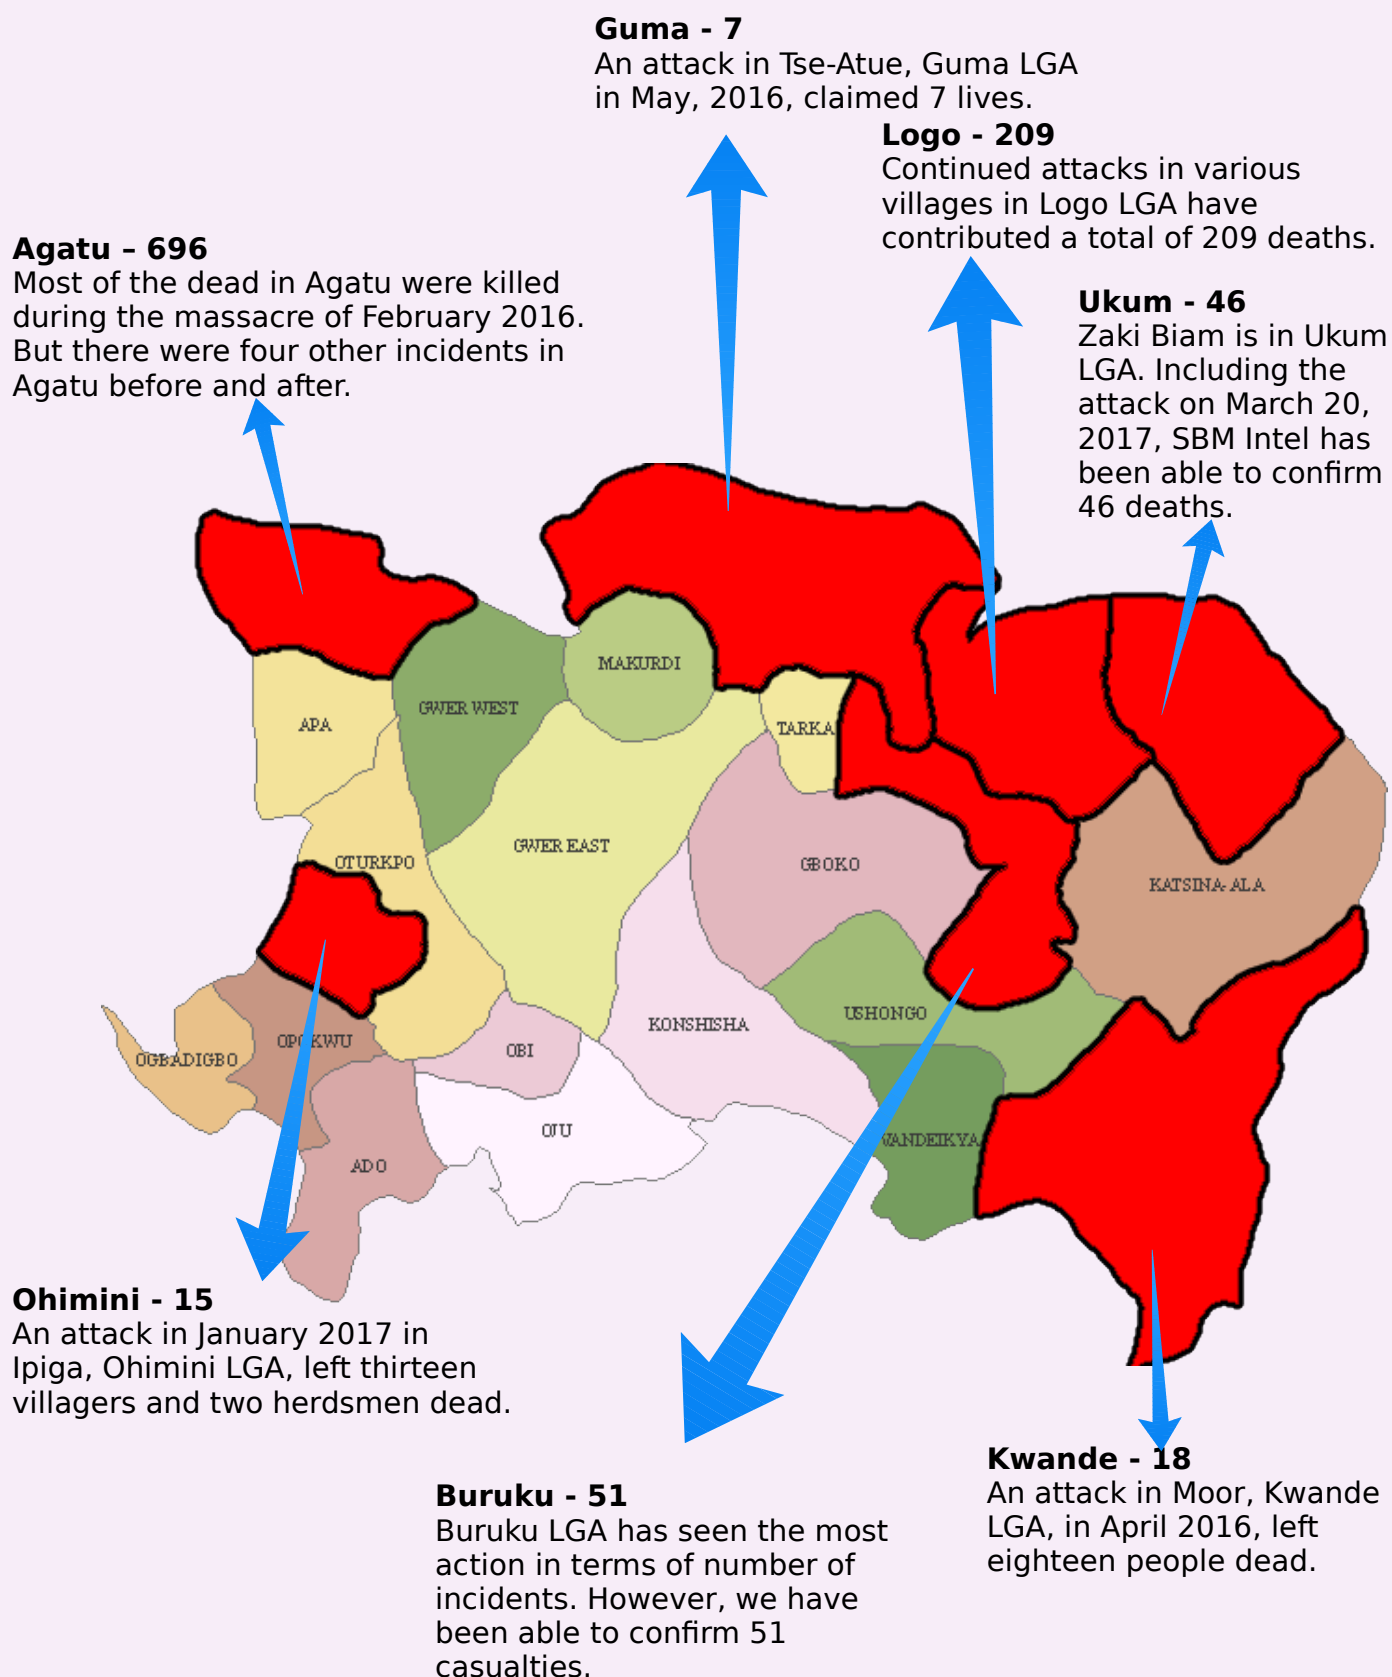 Guma - 7
An attack in Tse-Atue, Guma LGA
in May, 2016, claimed 7 lives.
Logo - 209
Continued attacks in various
villages in Logo LGA have
contributed a total of 209 deaths.
Agatu – 696
Most of the dead in Agatu were killed
during the massacre of February 2016.
But there were four other incidents in
Agatu before and after.
Ukum - 46
Zaki Biam is in Ukum
LGA. Including the
attack on March 20,
2017, SBM Intel has
been able to confirm
46 deaths.
MAKURDI
GWER WEST
APA
TARKA
GWER EAST
OTURKPO
GBOKO
KATSINA-ALA
USHONGO
KONSHISHA
OPOKWU
OBI
OGBADIGBO
OJU
VANDEIKYA
ADO
Ohimini - 15
An attack in January 2017 in
Ipiga, Ohimini LGA, left thirteen
villagers and two herdsmen dead.
Kwande - 18
An attack in Moor, Kwande
LGA, in April 2016, left
eighteen people dead.
Buruku - 51
Buruku LGA has seen the most
action in terms of number of
incidents. However, we have
been able to confirm 51
casualties.